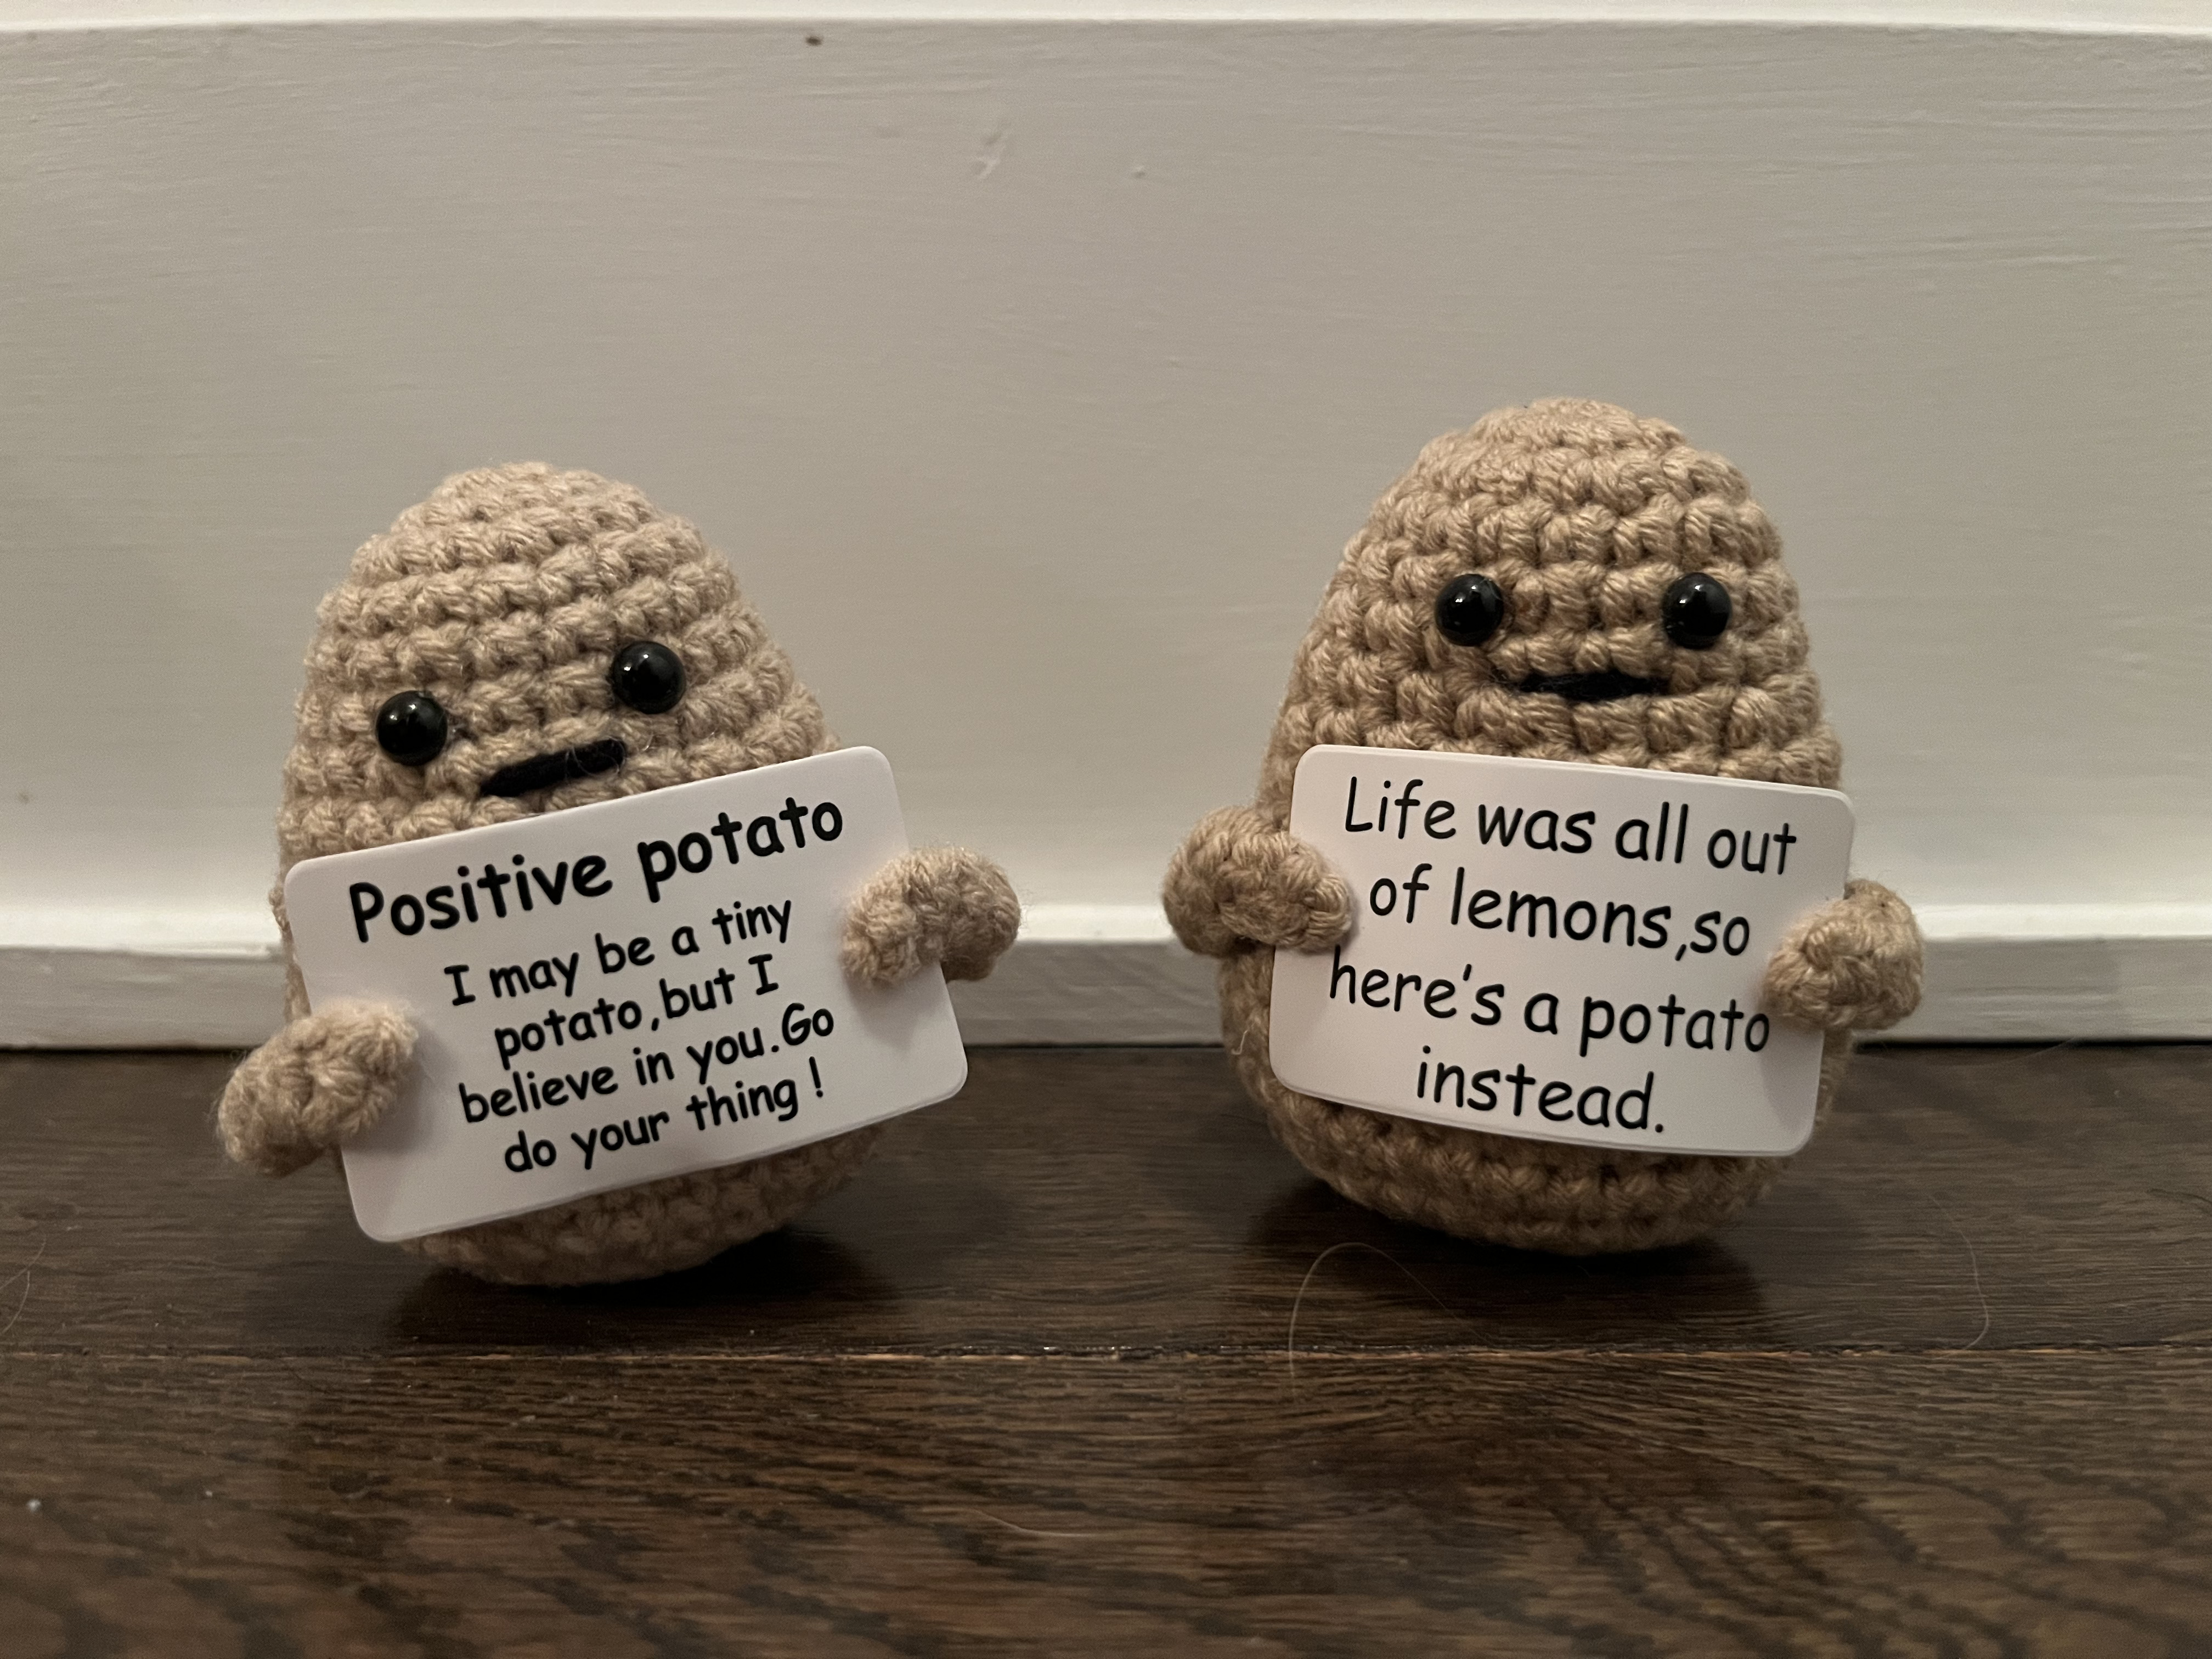 Positive potato
I may be a tiny
potato,but I
believe in you.Go
do your thing !
Life was all out
of lemons,so
here's a potato
instead.